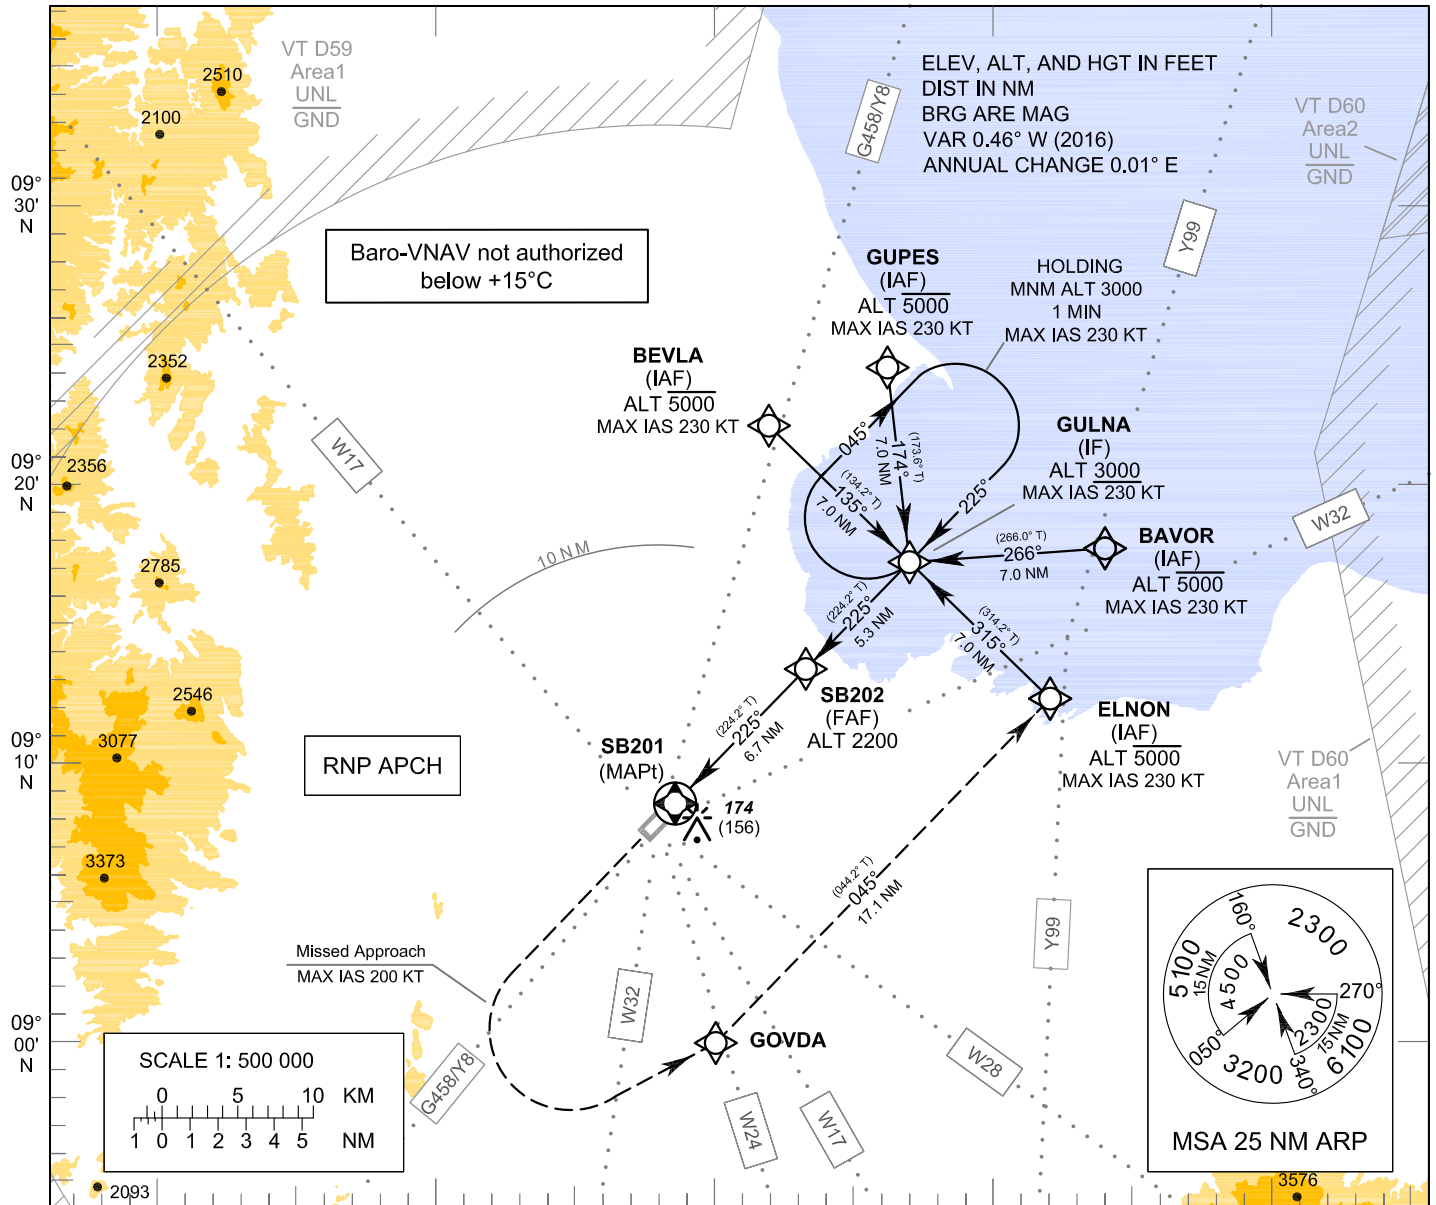 VT D59
Area1
UNL
GND
2510
2100
ELEV, ALT, AND HGT IN FEET
DIST IN NM
BRG ARE MAG
VAR 0.46° W (2016)
ANNUAL CHANGE 0.01° E
G458/Y8
VT D60
Area2
UNL
GND
09°
30'
N
Y99
Baro-VNAV not authorized
below +15°C
GUPES
(IAF)
ALT 5000
MAX IAS 230 KT
HOLDING
MNM ALT 3000
1 MIN
MAX IAS 230 KT
2352
BEVLA
(IAF)
ALT 5000
MAX IAS 230 KT
GULNA
(IF)
ALT 3000
MAX IAS 230 KT
045°
(173.6° T)
174°
7.0 NM
(134.2° T)
135°
7.0 NM
225°
W17
2356
09°
20'
N
W32
BAVOR
(IAF)
ALT 5000
MAX IAS 230 KT
(266.0° T)
266°
7.0 NM
10 NM
2785
(224.2° T)
225°
5.3 NM
(314.2° T)
315°
7.0 NM
SB202
(FAF)
ALT 2200
ELNON
(IAF)
ALT 5000
MAX IAS 230 KT
2546
3077
09°
10'
N
RNP APCH
SB201
(MAPt)
(224.2° T)
225°
6.7 NM
174
(156)
VT D60
Area1
UNL
GND
3373
(044.2° T)
045°
17.1 NM
Y99
Missed Approach
MAX IAS 200 KT
W32
GOVDA
W28
09°
00'
N
G458/Y8
W24
W17
SCALE 1: 500 000
0 5 10 KM
1 0 1 2 3 4 5 NM
2093
160°
2300
5100
15 NM
4500
270°
2300
15 NM
6100
050°
3200
340°
MSA 25 NM ARP
3576